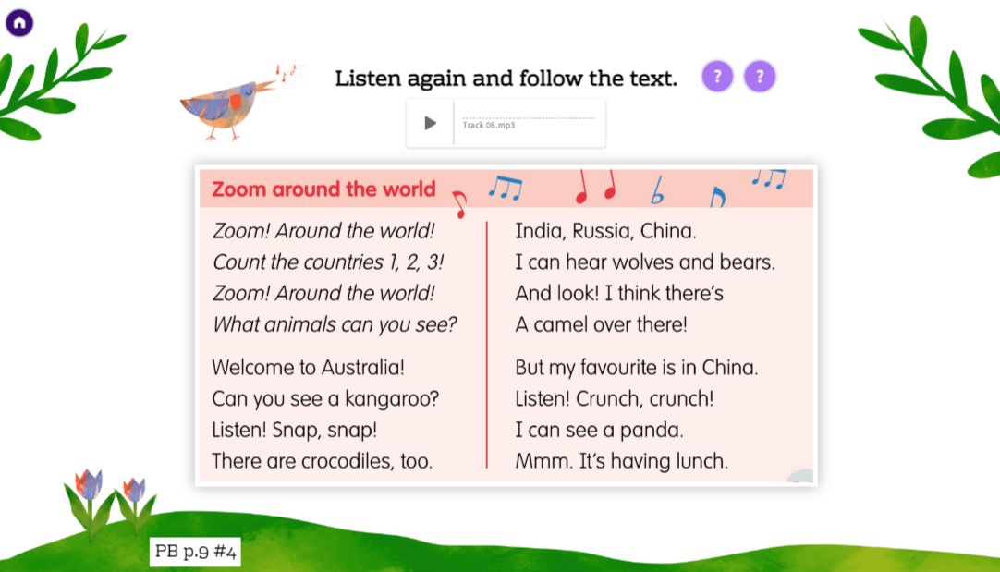 Listen again and follow the text.
?
?
Track 06.mp3
Zoom around the world
Zoom! Around the world!
Count the countries 1, 2, 3!
Zoom! Around the world!
What animals can you see?
Welcome to Australia!
Can you see a kangaroo?
Listen! Snap, snap!
There are crocodiles, too.
India, Russia, China.
I can hear wolves and bears.
And look! I think there's
A camel over there!
But my favourite is in China.
Listen! Crunch, crunch!
I can see a panda.
Mmm. It's having lunch.
PB p.9 #4